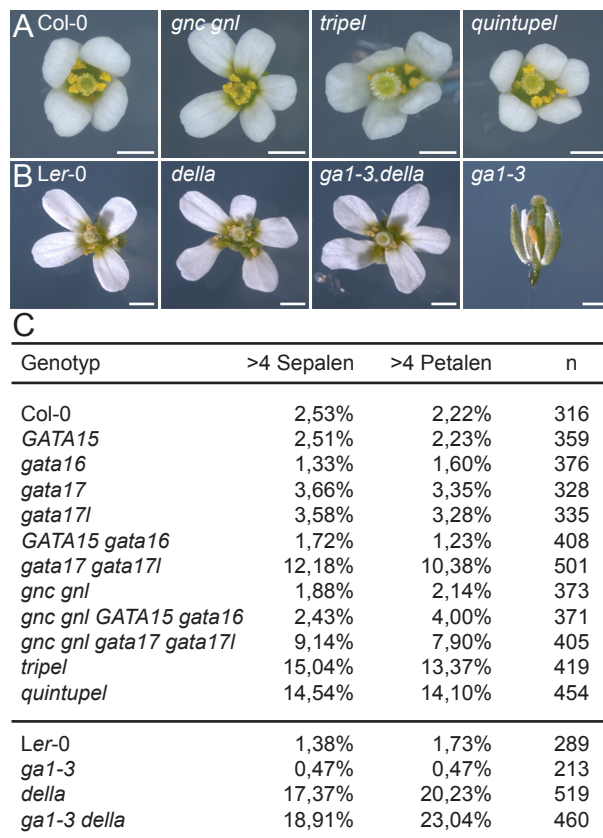 A Col-0 gnc gnl tripel quintupel
B Ler-0 della ga1-3.della ga1-3
C
Genotyp >4 Sepalen >4 Petalen n
Col-0 2,53% 2,22% 316
GATA15 2,51% 2,23% 359
gata16 1,33% 1,60% 376
gata17 3,66% 3,35% 328
gata17l 3,58% 3,28% 335
GATA15 gata16 1,72% 1,23% 408
gata17 gata17l 12,18% 10,38% 501
gnc gnl 1,88% 2,14% 373
gnc gnl GATA15 gata16 2,43% 4,00% 371
gnc gnl gata17 gata17l 9,14% 7,90% 405
tripel 15,04% 13,37% 419
quintupel 14,54% 14,10% 454
Ler-0 1,38% 1,73% 289
ga1-3 0,47% 0,47% 213
della 17,37% 20,23% 519
ga1-3 della 18,91% 23,04% 460